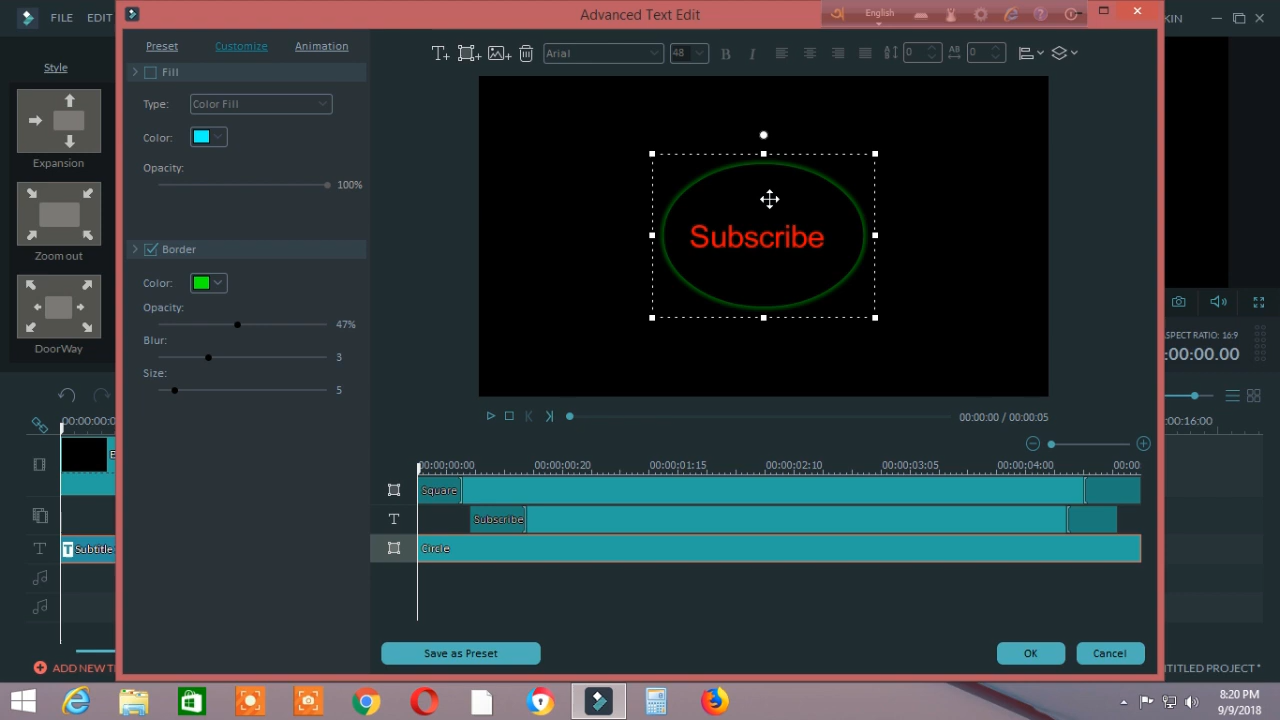 FILE
EDIT
Advanced Text Edit
English
KIN
Preset
Customize
Animation
Arial
48
B
I
0
AB
0
Style
Expansion
Zoom out
DoorWay
Fill
Type:
Color Fill
Color:
Opacity:
100%
Border
Color:
Opacity:
47%
Blur:
3
Size:
5
Subscribe
00:00:00 / 00:00:05
ASPECT RATIO: 16:9
:00:00.00
00:00:00:0
00:00:00:00
00:00:00:20
00:00:01:15
00:00:02:10
00:00:03:05
00:00:04:00
00:00
:00:16:00
Square
T
Subscribe
Circle
T
T Subtitle
ADD NEW T
Save as Preset
OK
Cancel
TITLED PROJECT *
8:20 PM
9/9/2018